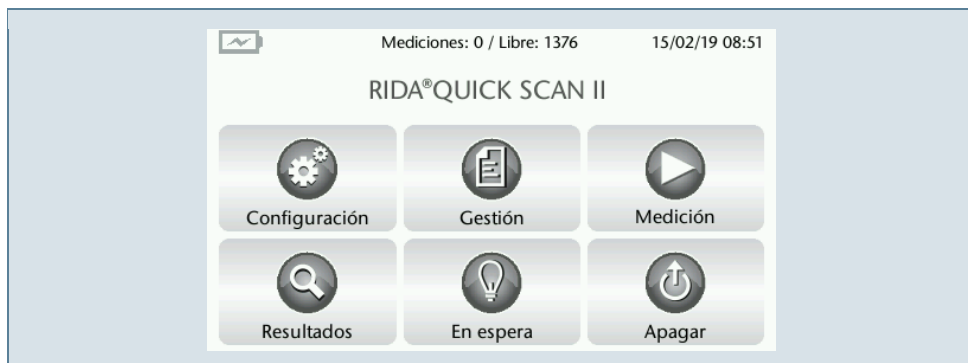 Mediciones: 0 / Libre: 1376 15/02/19 08:51
RIDA®QUICK SCAN II
Configuración Gestión Medición
Resultados En espera Apagar